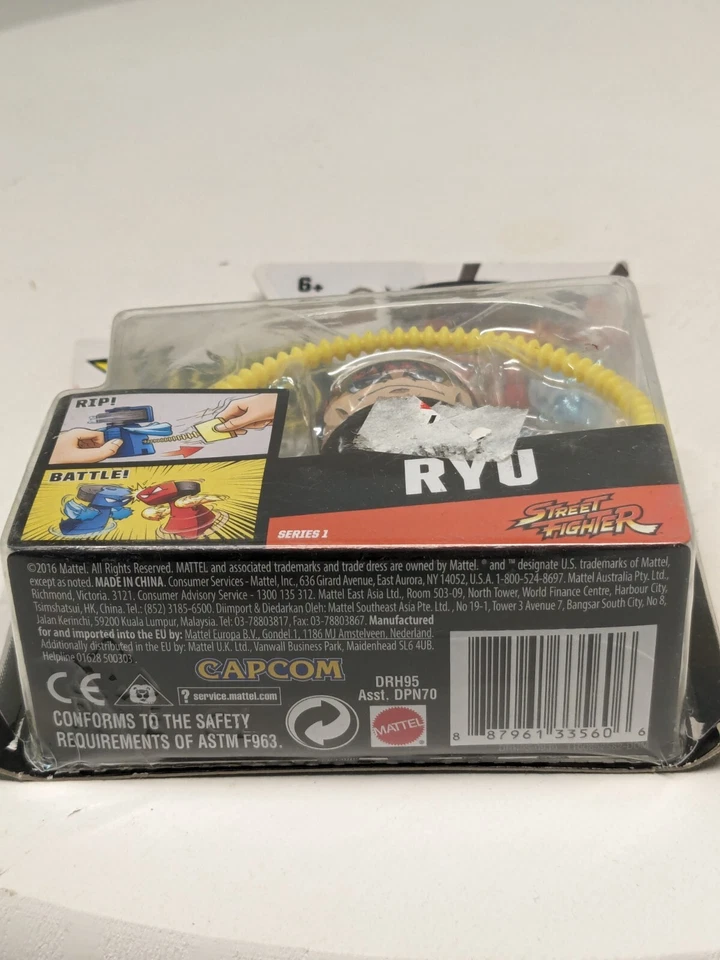 6+
RIP!
BATTLE!
RYU
SERIES 1
STREET
FIGHTER
©2016 Mattel. All Rights Reserved. MATTEL and associated trademarks and trade dress are owned by Mattel. ® and ™ designate U.S. trademarks of Mattel,
except as noted. MADE IN CHINA. Consumer Services - Mattel, Inc., 636 Girard Avenue, East Aurora, NY 14052, U.S.A. 1-800-524-8697. Mattel Australia Pty. Ltd.,
Richmond, Victoria. 3121. Consumer Advisory Service - 1300 135 312. Mattel East Asia Ltd., Room 503-09, North Tower, World Finance Centre, Harbour City,
Tsimshatsui, HK, China. Tel.: (852) 3185-6500. Diimport & Diedarkan Oleh: Mattel Southeast Asia Pte. Ltd., No 19-1, Tower 3 Avenue 7, Bangsar South City, No 8,
Jalan Kerinchi, 59200 Kuala Lumpur, Malaysia. Tel: 03-78803817, Fax: 03-78803867. Manufactured
for and imported into the EU by: Mattel Europa B.V., Gondel 1, 1186 MJ Amstelveen, Nederland.
Additionally distributed in the EU by: Mattel U.K. Ltd., Vanwall Business Park, Maidenhead SL6 4UB.
Helpline 01628 500303.
CE
CAPCOM
? service.mattel.com
DRH95
Asst. DPN70
MATTEL
CONFORMS TO THE SAFETY
REQUIREMENTS OF ASTM F963.
8 87961 33560 6